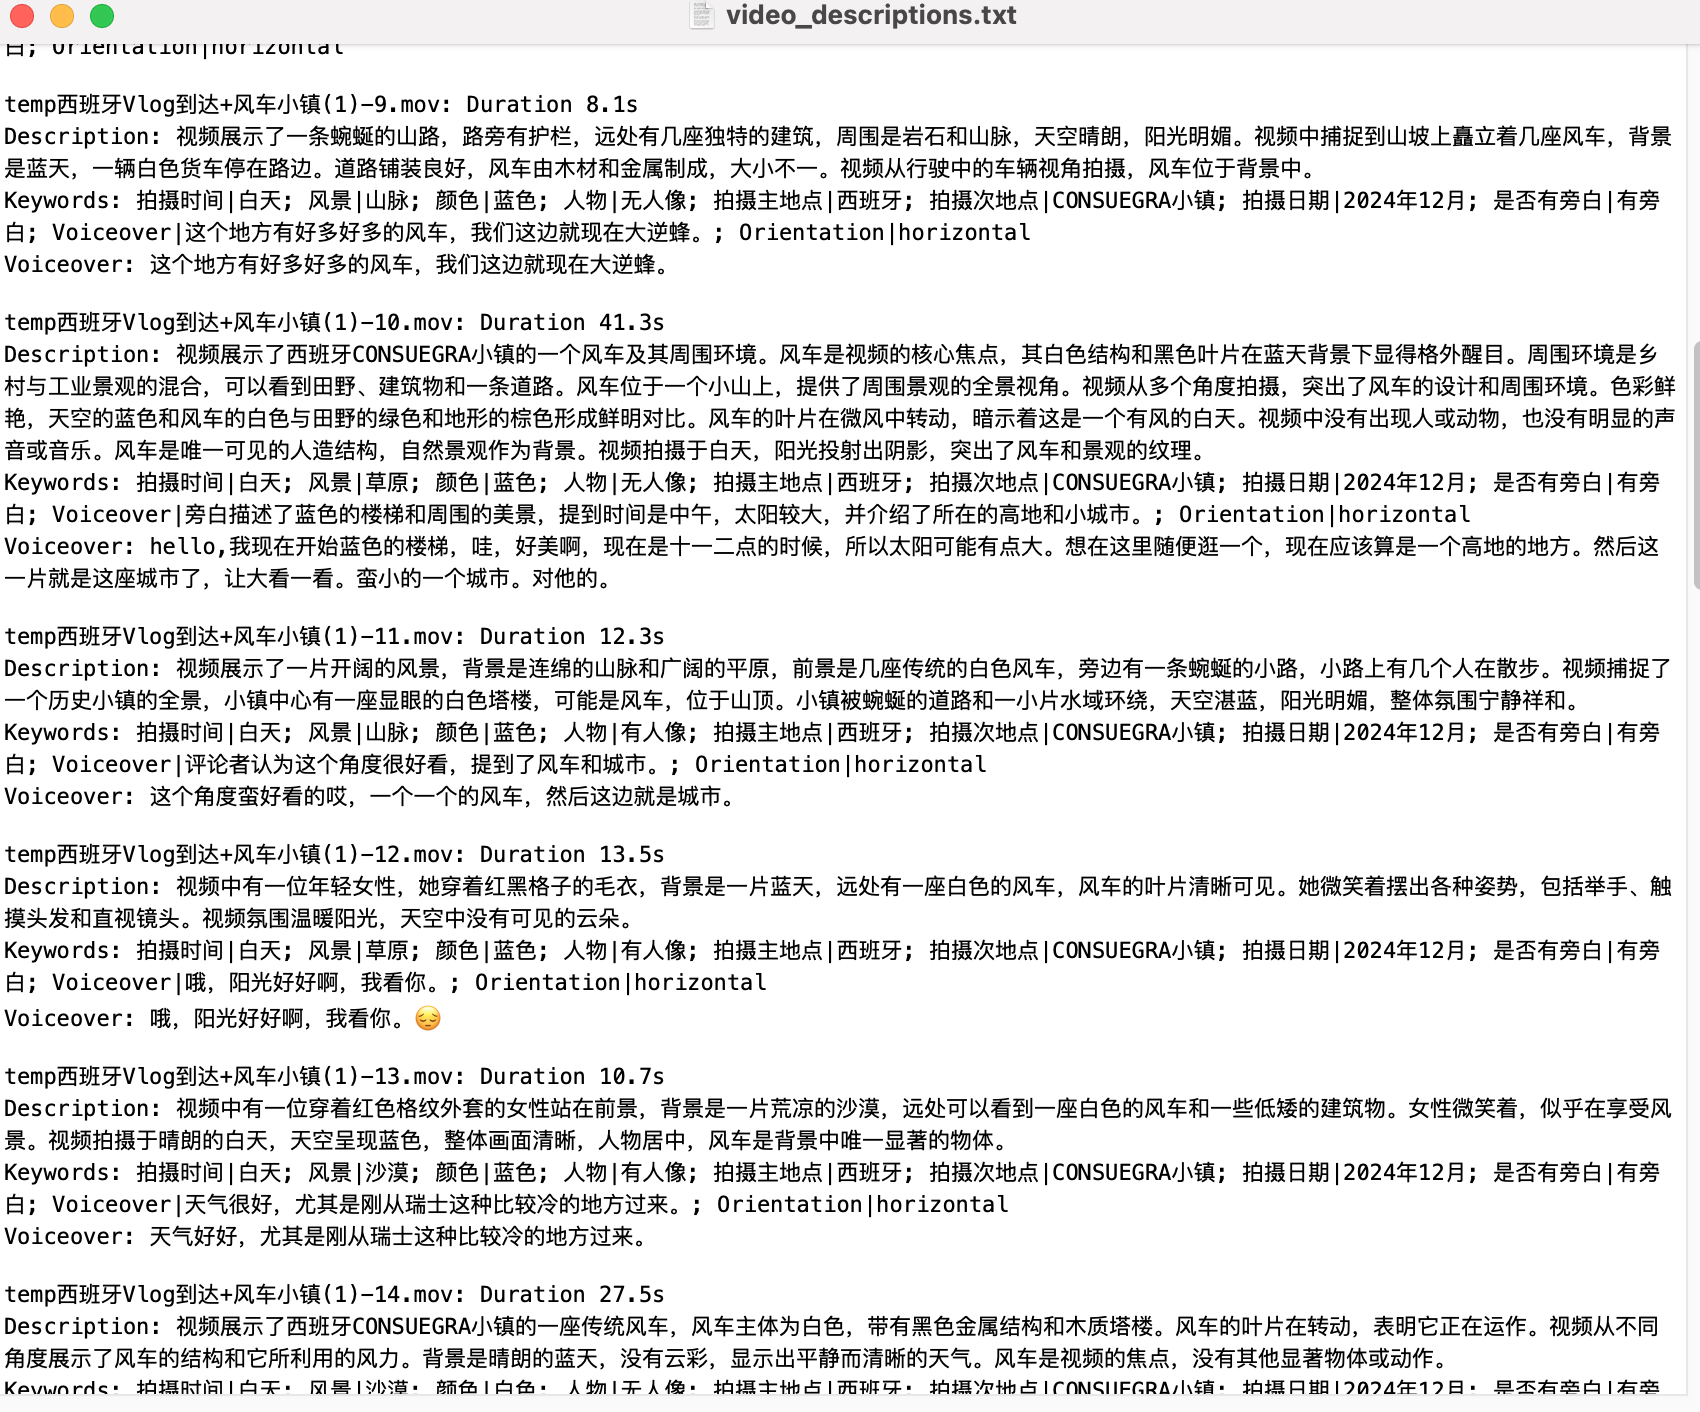 video_descriptions.txt
白; Orientation|horizontal
temp西班牙Vlog到达+风车小镇(1)-9.mov: Duration 8.1s
Description: 视频展示了一条蜿蜒的山路，路旁有护栏，远处有几座独特的建筑，周围是岩石和山脉，天空晴朗，阳光明媚。视频中捕捉到山坡上矗立着几座风车，背景
是蓝天，一辆白色货车停在路边。道路铺装良好，风车由木材和金属制成，大小不一。视频从行驶中的车辆视角拍摄，风车位于背景中。
Keywords: 拍摄时间|白天; 风景|山脉; 颜色|蓝色; 人物|无人像; 拍摄主地点|西班牙; 拍摄次地点|CONSUEGRA小镇; 拍摄日期|2024年12月; 是否有旁白|有旁
白; Voiceover|这个地方有好多好多的风车，我们这边就现在大逆蜂。; Orientation|horizontal
Voiceover: 这个地方有好多好多的风车，我们这边就现在大逆蜂。
temp西班牙Vlog到达+风车小镇(1)-10.mov: Duration 41.3s
Description: 视频展示了西班牙CONSUEGRA小镇的一个风车及其周围环境。风车是视频的核心焦点，其白色结构和黑色叶片在蓝天背景下显得格外醒目。周围环境是乡
村与工业景观的混合，可以看到田野、建筑物和一条道路。风车位于一个小山上，提供了周围景观的全景视角。视频从多个角度拍摄，突出了风车的设计和周围环境。色彩鲜
艳，天空的蓝色和风车的白色与田野的绿色和地形的棕色形成鲜明对比。风车的叶片在微风中转动，暗示着这是一个有风的白天。视频中没有出现人或动物，也没有明显的声
音或音乐。风车是唯一可见的人造结构，自然景观作为背景。视频拍摄于白天，阳光投射出阴影，突出了风车和景观的纹理。
Keywords: 拍摄时间|白天; 风景|草原; 颜色|蓝色; 人物|无人像; 拍摄主地点|西班牙; 拍摄次地点|CONSUEGRA小镇; 拍摄日期|2024年12月; 是否有旁白|有旁
白; Voiceover|旁白描述了蓝色的楼梯和周围的美景，提到时间是中午，太阳较大，并介绍了所在的高地和小城市。; Orientation|horizontal
Voiceover: hello,我现在开始蓝色的楼梯，哇，好美啊，现在是十一二点的时候，所以太阳可能有点大。想在这里随便逛一个，现在应该算是一个高地的地方。然后这
一片就是这座城市了，让大看一看。蛮小的一个城市。对他的。
temp西班牙Vlog到达+风车小镇(1)-11.mov: Duration 12.3s
Description: 视频展示了一片开阔的风景，背景是连绵的山脉和广阔的平原，前景是几座传统的白色风车，旁边有一条蜿蜒的小路，小路上有几个人在散步。视频捕捉了
一个历史小镇的全景，小镇中心有一座显眼的白色塔楼，可能是风车，位于山顶。小镇被蜿蜒的道路和一小片水域环绕，天空湛蓝，阳光明媚，整体氛围宁静祥和。
Keywords: 拍摄时间|白天; 风景|山脉; 颜色|蓝色; 人物|有人像; 拍摄主地点|西班牙; 拍摄次地点|CONSUEGRA小镇; 拍摄日期|2024年12月; 是否有旁白|有旁
白; Voiceover|评论者认为这个角度很好看，提到了风车和城市。; Orientation|horizontal
Voiceover: 这个角度蛮好看的哎，一个一个的风车，然后这边就是城市。
temp西班牙Vlog到达+风车小镇(1)-12.mov: Duration 13.5s
Description: 视频中有一位年轻女性，她穿着红黑格子的毛衣，背景是一片蓝天，远处有一座白色的风车，风车的叶片清晰可见。她微笑着摆出各种姿势，包括举手、触
摸头发和直视镜头。视频氛围温暖阳光，天空中没有可见的云朵。
Keywords: 拍摄时间|白天; 风景|草原; 颜色|蓝色; 人物|有人像; 拍摄主地点|西班牙; 拍摄次地点|CONSUEGRA小镇; 拍摄日期|2024年12月; 是否有旁白|有旁
白; Voiceover|哦，阳光好好啊，我看你。; Orientation|horizontal
Voiceover: 哦，阳光好好啊，我看你。😔
temp西班牙Vlog到达+风车小镇(1)-13.mov: Duration 10.7s
Description: 视频中有一位穿着红色格纹外套的女性站在前景，背景是一片荒凉的沙漠，远处可以看到一座白色的风车和一些低矮的建筑物。女性微笑着，似乎在享受风
景。视频拍摄于晴朗的白天，天空呈现蓝色，整体画面清晰，人物居中，风车是背景中唯一显著的物体。
Keywords: 拍摄时间|白天; 风景|沙漠; 颜色|蓝色; 人物|有人像; 拍摄主地点|西班牙; 拍摄次地点|CONSUEGRA小镇; 拍摄日期|2024年12月; 是否有旁白|有旁
白; Voiceover|天气很好，尤其是刚从瑞士这种比较冷的地方过来。; Orientation|horizontal
Voiceover: 天气好好，尤其是刚从瑞士这种比较冷的地方过来。
temp西班牙Vlog到达+风车小镇(1)-14.mov: Duration 27.5s
Description: 视频展示了西班牙CONSUEGRA小镇的一座传统风车，风车主体为白色，带有黑色金属结构和木质塔楼。风车的叶片在转动，表明它正在运作。视频从不同
角度展示了风车的结构和它所利用的风力。背景是晴朗的蓝天，没有云彩，显示出平静而清晰的天气。风车是视频的焦点，没有其他显著物体或动作。
Keywords: 拍摄时间|白天; 风景|沙漠; 颜色|白色; 人物|无人像; 拍摄主地点|西班牙; 拍摄次地点|CONSUEGRA小镇; 拍摄日期|2024年12月; 是否有旁白|有旁